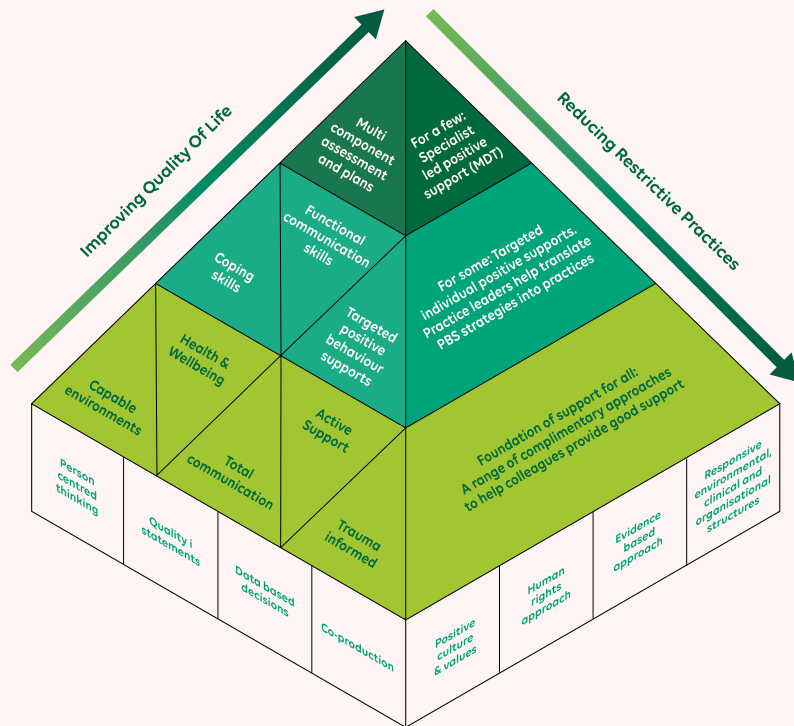 Improving Quality Of Life
Reducing Restrictive Practices
Multi
component
assessment
and plans
For a few:
Specialist
led positive
support (MDT)
Coping
skills
Functional
communication
skills
Targeted
positive
behaviour
supports
For some: Targeted
individual positive supports.
Practice leaders help translate
PBS strategies into practices
Capable
environments
Health &
Wellbeing
Total
communication
Active
Support
Trauma
informed
Foundation of support for all:
A range of complimentary approaches
to help colleagues provide good support
Person
centred
thinking
Quality i
statements
Data based
decisions
Co-production
Positive
culture
& values
Human
rights
approach
Evidence
based
approach
Responsive
environmental,
clinical and
organisational
structures